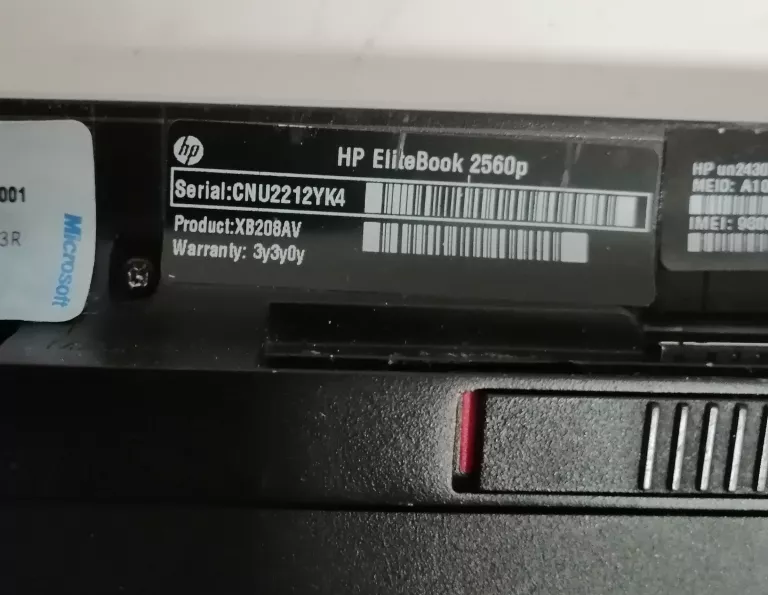 001
3R
Microsoft
hp
HP EliteBook 2560p
Serial:CNU2212YK4
Product:XB208AV
Warranty: 3y3y0y
HP un2430
MEID: A10
IMEI: